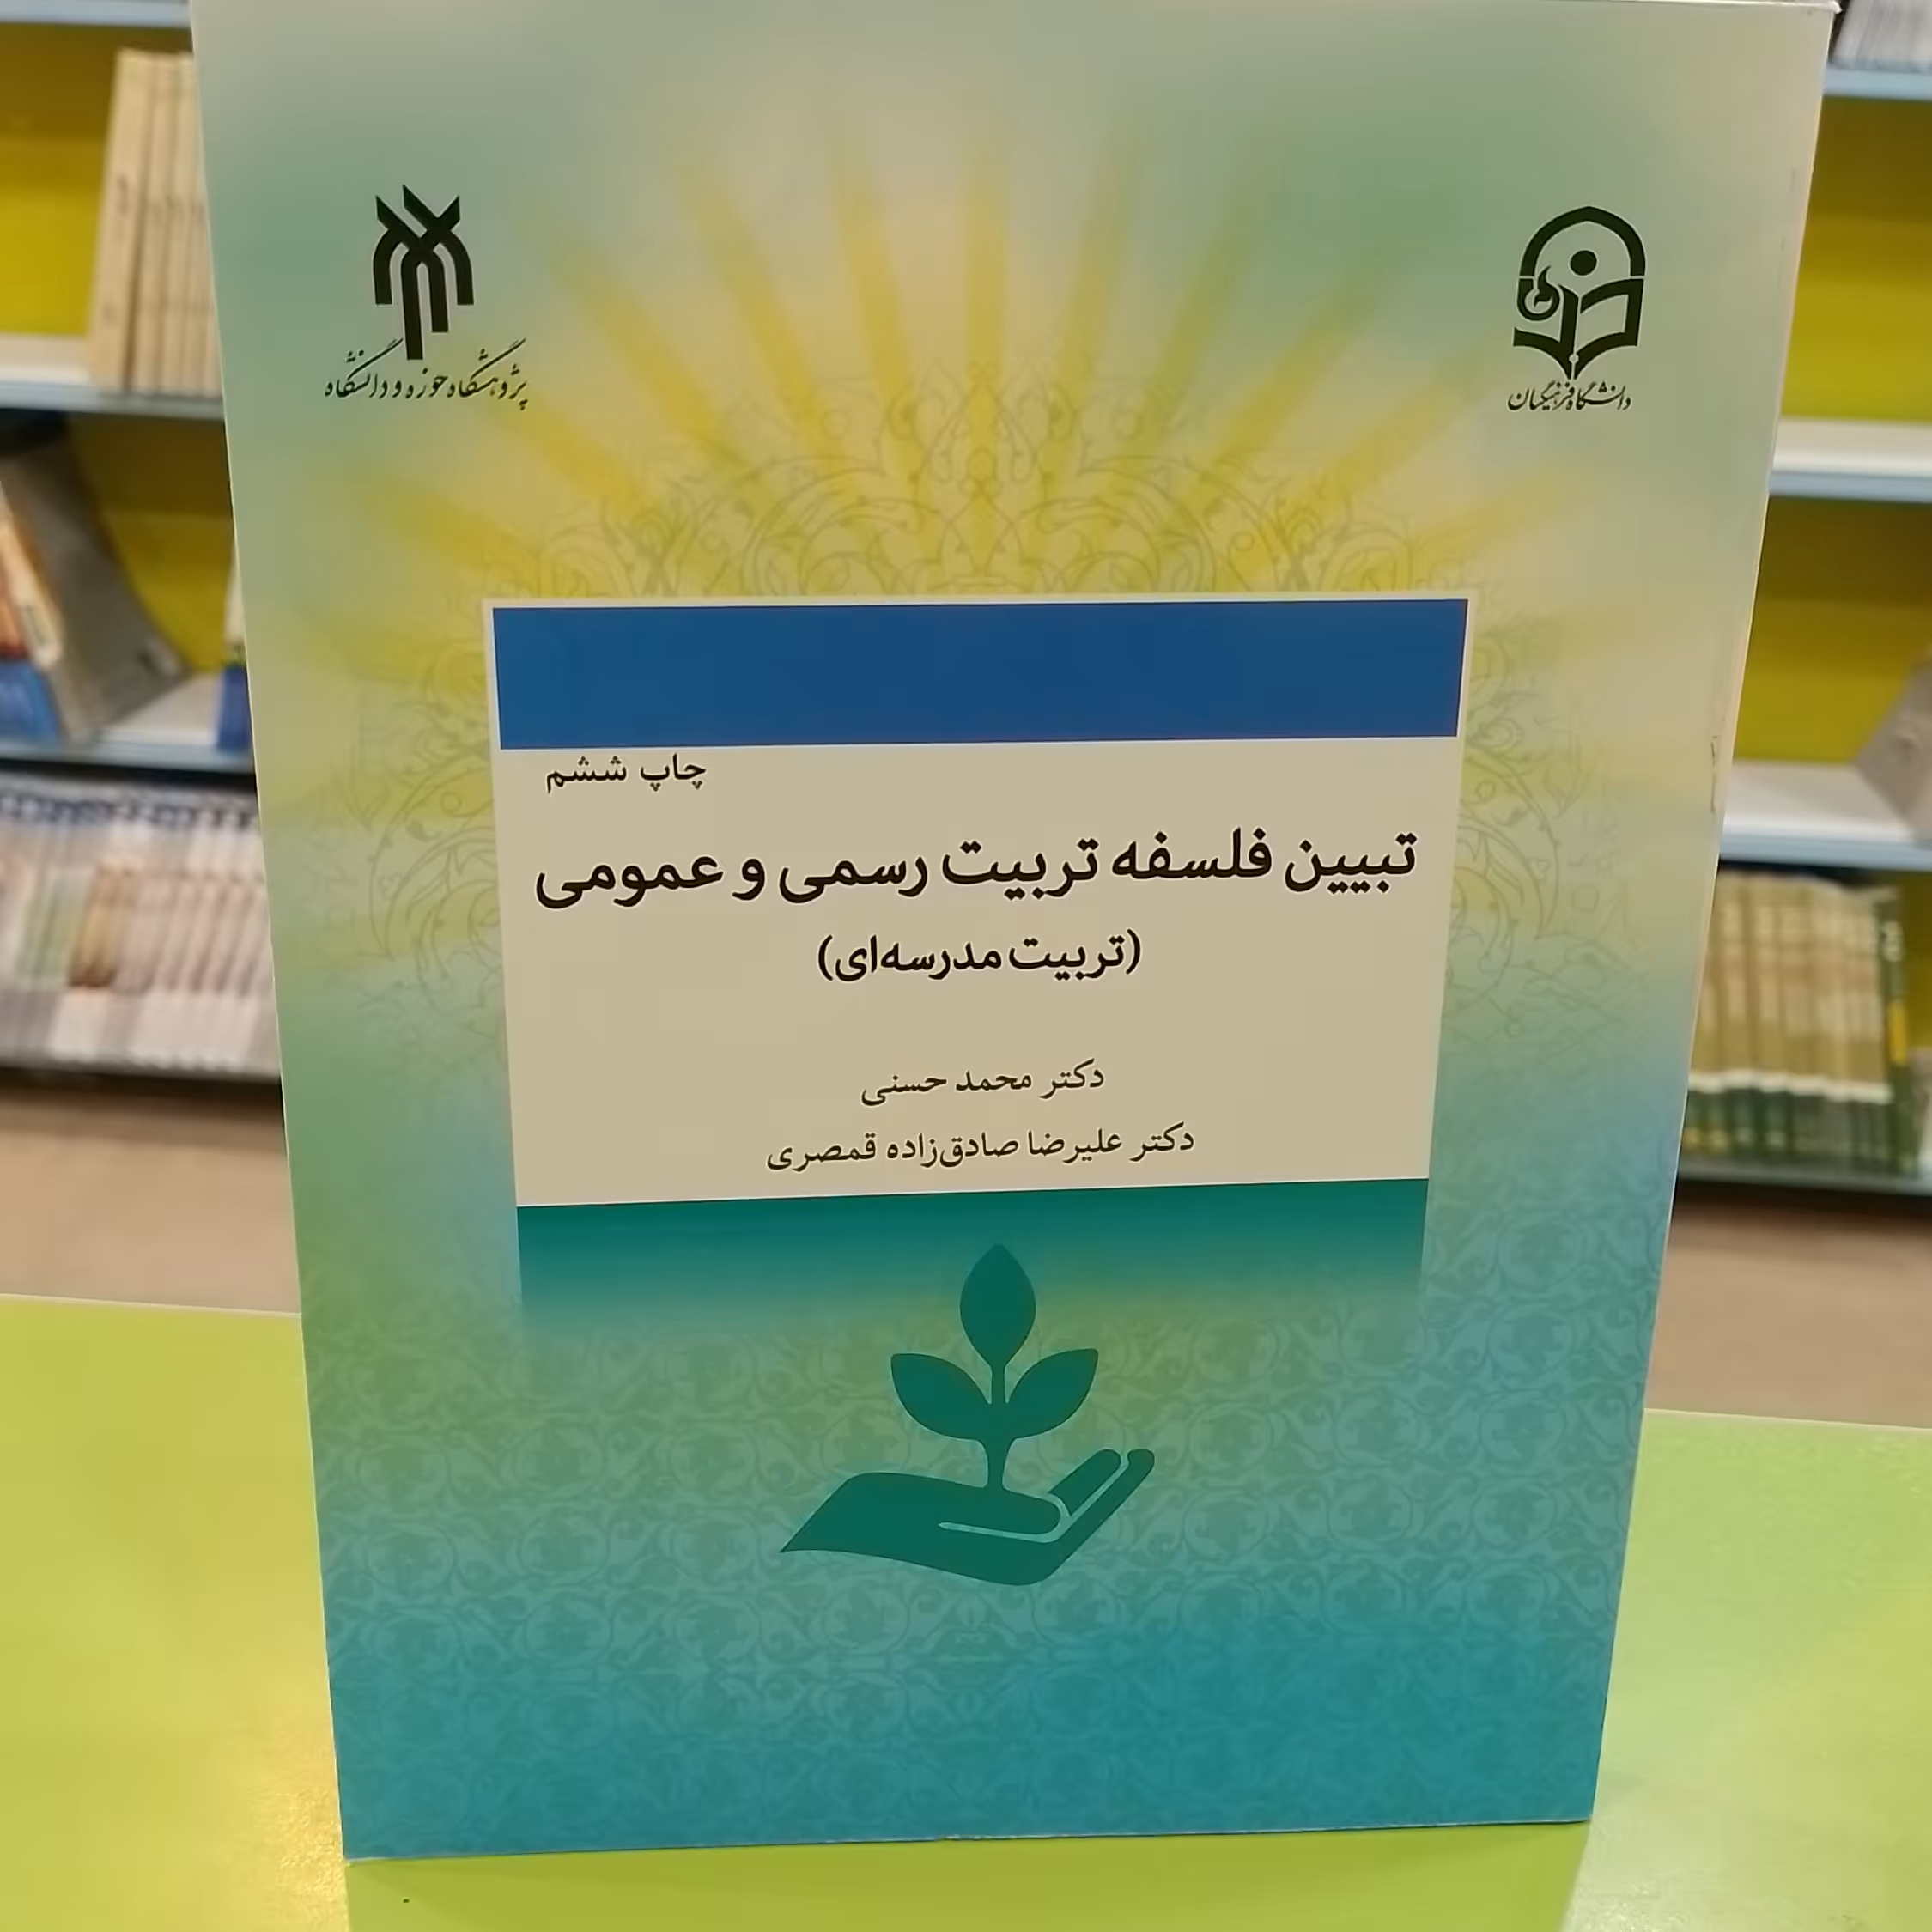 دانشگاه فرهنگیان
پژوهشگاه حوزه و دانشگاه
چاپ ششم
تبیین فلسفه تربیت رسمی و عمومی
(تربیت مدرسه‌ای)
دکتر محمد حسنی
دکتر علیرضا صادق‌زاده قمصری